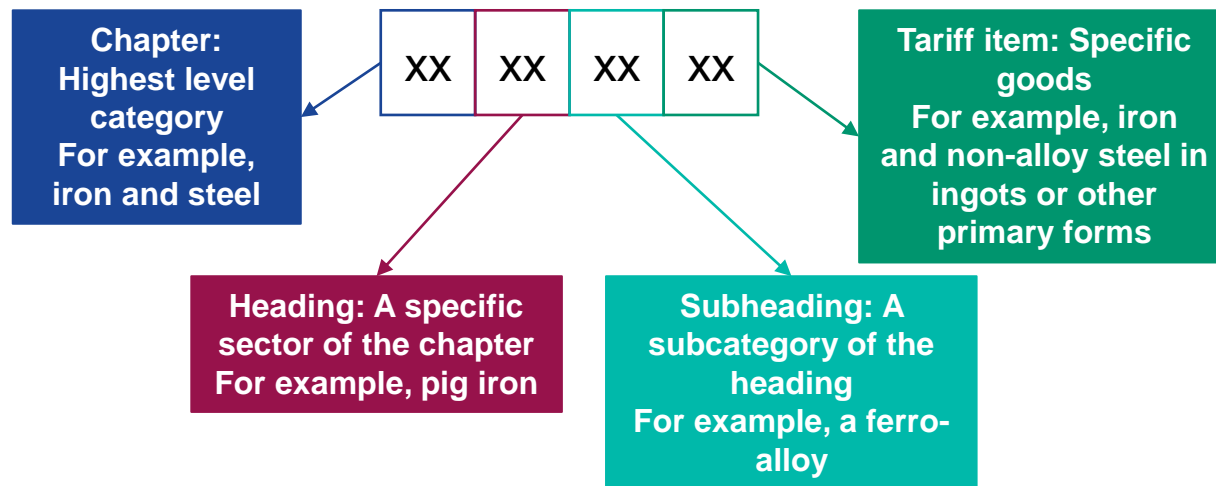 XX XX XX XX
Chapter:
Highest level
category
For example,
iron and steel
Heading: A specific
sector of the chapter
For example, pig iron
Subheading: A
subcategory of the
heading
For example, a ferro-
alloy
Tariff item: Specific
goods
For example, iron
and non-alloy steel in
ingots or other
primary forms